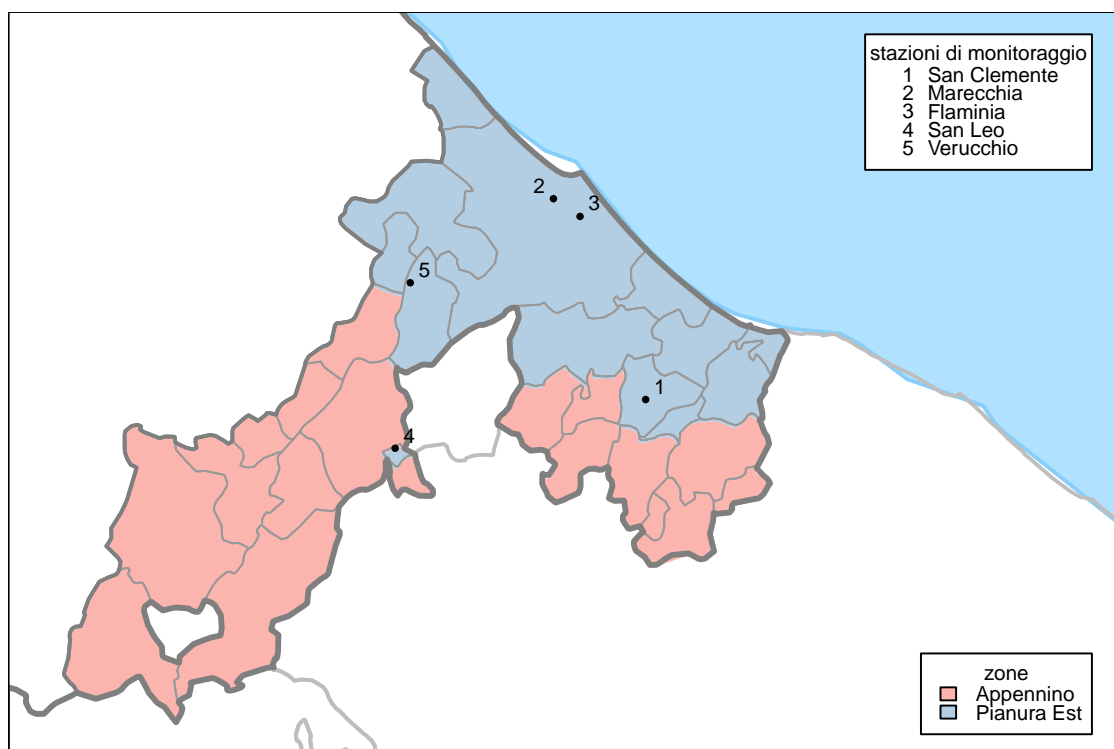 stazioni di monitoraggio
1 San Clemente
2 Marecchia
3 Flaminia
4 San Leo
5 Verucchio
2
3
5
1
4
zone
Appennino
Pianura Est